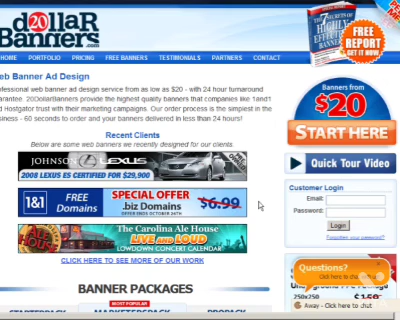 20 dollar
Banners.com
7 SECRETS
OF HIGHLY
EFFECTIVE
FREE
REPORT
GET IT NOW
HOME PORTFOLIO PRICING FREE BANNERS TESTIMONIALS PARTNERS CONTACT
eb Banner Ad Design
ofessional web banner ad design service from as low as $20 - with 24 hour turnaround
arantee. 20DollarBanners provide the highest quality banners that companies like 1and1
d Hostgator trust with their marketing campaigns. Our order process is the simplest in the
siness - 60 seconds to order and your banners delivered in less than 24 hours!
Banners from
$20
START HERE
Recent Clients
Below are some web banners we recently designed for our clients.
JOHNSON LEXUS
2008 LEXUS ES CERTIFIED FOR $29,900
1&1 FREE Domains
SPECIAL OFFER
.biz Domains
$6.99
The Carolina Ale House
LIVE AND LOUD
LOWDOWN CONCERT CALENDAR
CLICK HERE TO SEE MORE OF OUR WORK
Quick Tour Video
Customer Login
Email:
Password:
Login
Forgotten your password?
Questions?
Click here to chat
BANNER PACKAGES
MOST POPULAR
250x250
$159
Away - Click here to chat